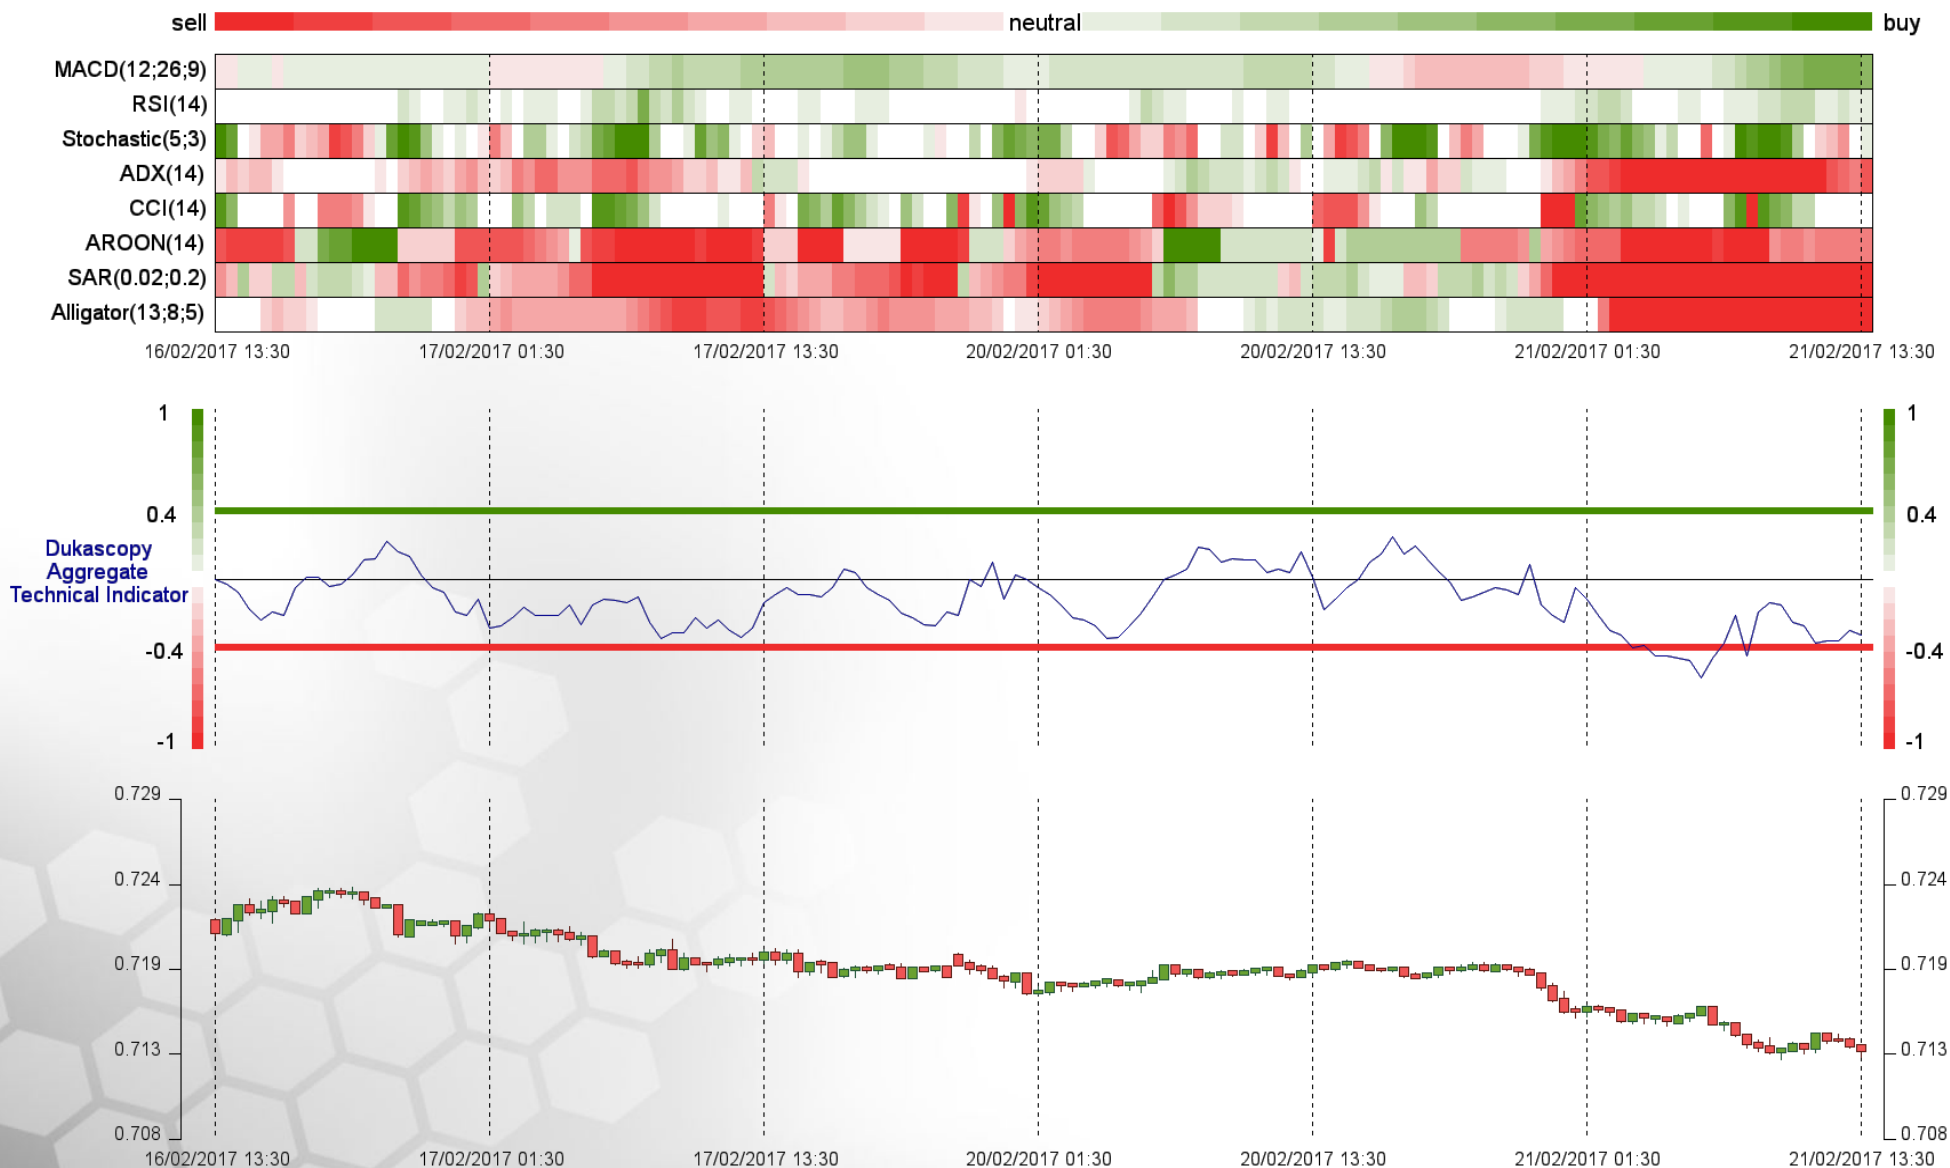 sell neutral buy
MACD(12;26;9)
RSI(14)
Stochastic(5;3)
ADX(14)
CCI(14)
AROON(14)
SAR(0.02;0.2)
Alligator(13;8;5)
16/02/2017 13:30 17/02/2017 01:30 17/02/2017 13:30 20/02/2017 01:30 20/02/2017 13:30 21/02/2017 01:30 21/02/2017 13:30
1 1
0.4 0.4
Dukascopy
Aggregate
Technical Indicator
-0.4 -0.4
-1 -1
0.729 0.729
0.724 0.724
0.719 0.719
0.713 0.713
0.708 0.708
16/02/2017 13:30 17/02/2017 01:30 17/02/2017 13:30 20/02/2017 01:30 20/02/2017 13:30 21/02/2017 01:30 21/02/2017 13:30